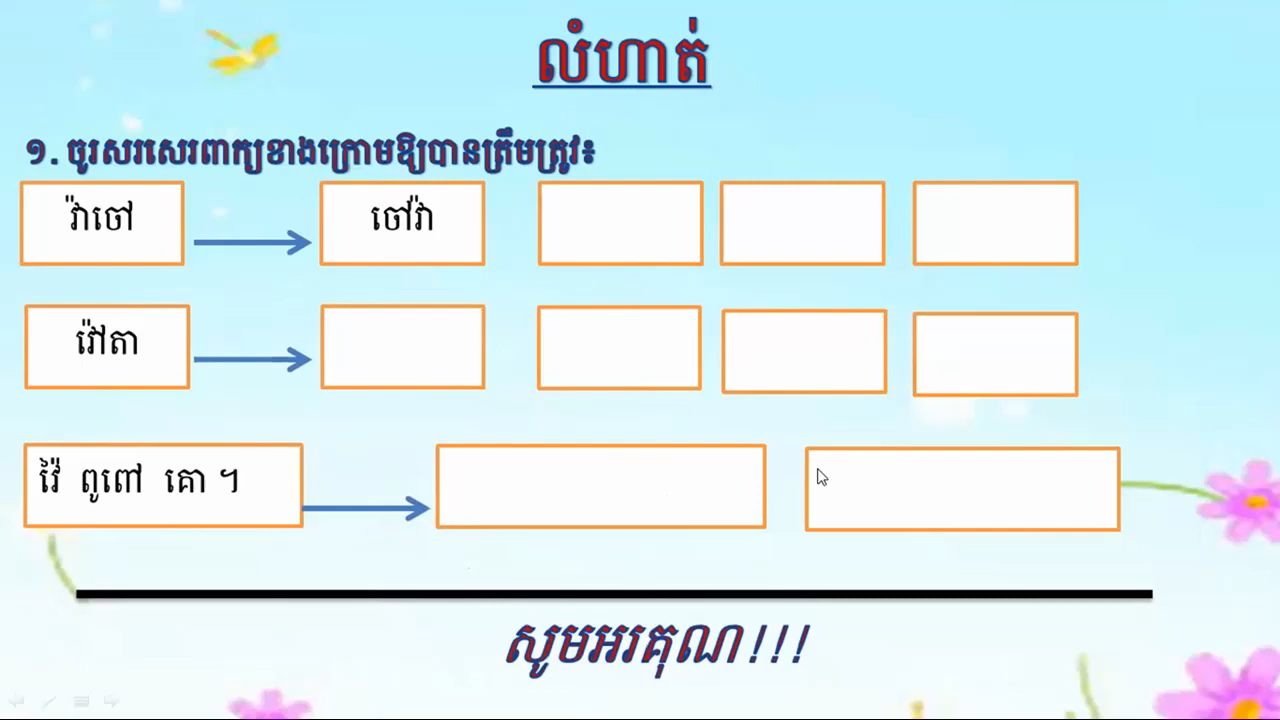 លំហាត់
១. ចូរសរសេរពាក្យខាងក្រោមឱ្យបានត្រឹមត្រូវ៖
វ៉ាចៅ ចៅវ៉ា
វ៉ៅតា
វ៉ៃ ពូពៅ គោ ។
សូមអរគុណ!!!